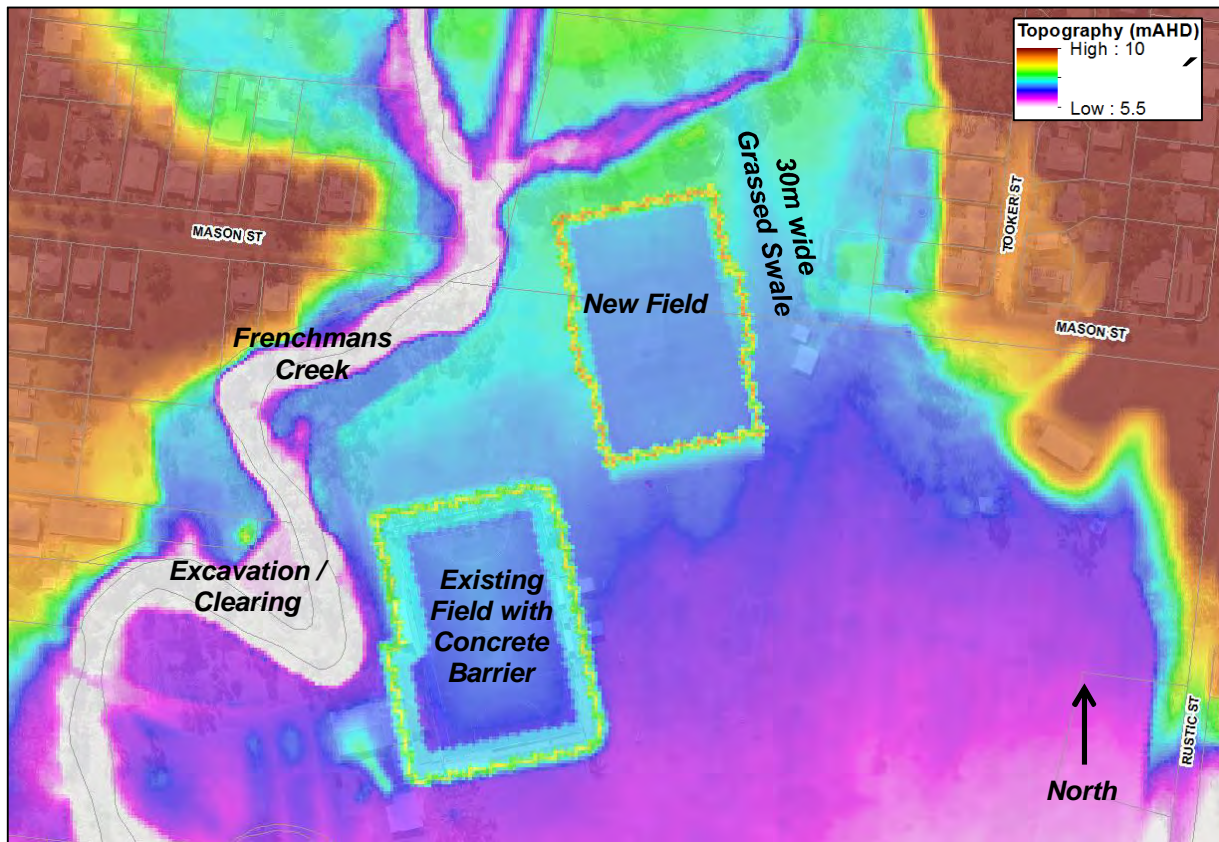 Topography (mAHD)
High : 10
Low : 5.5
30m wide
Grassed Swale
TOOKER ST
MASON ST
New Field
MASON ST
Frenchmans
Creek
Excavation /
Clearing
Existing
Field with
Concrete
Barrier
RUSTIC ST
North